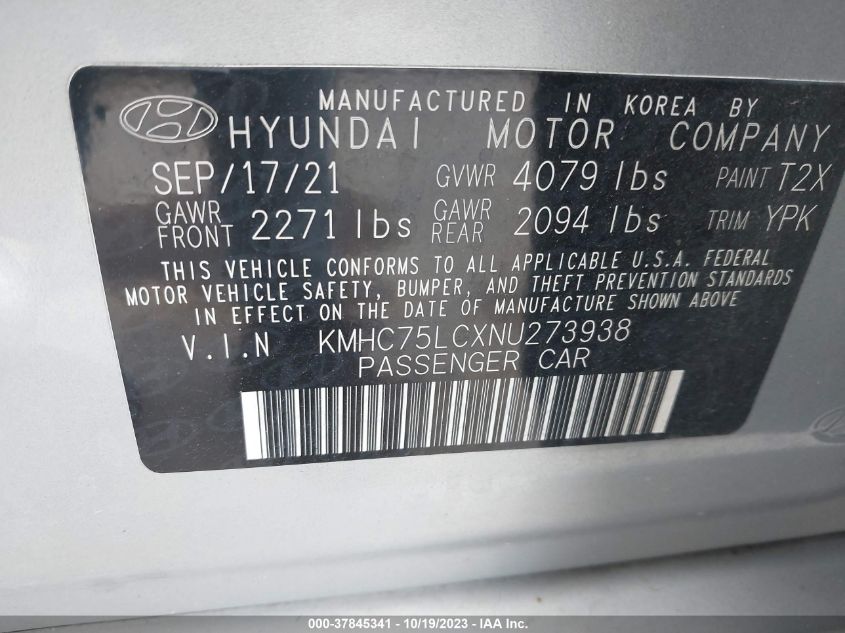 MANUFACTURED IN KOREA BY
HYUNDAI MOTOR COMPANY
SEP/17/21 GVWR 4079 lbs PAINT T2X
GAWR FRONT 2271 lbs GAWR REAR 2094 lbs TRIM YPK
THIS VEHICLE CONFORMS TO ALL APPLICABLE U.S.A. FEDERAL
MOTOR VEHICLE SAFETY, BUMPER, AND THEFT PREVENTION STANDARDS
IN EFFECT ON THE DATE OF MANUFACTURE SHOWN ABOVE
V.I.N KMHC75LCXNU273938
PASSENGER CAR
000-37845341 - 10/19/2023 - IAA Inc.